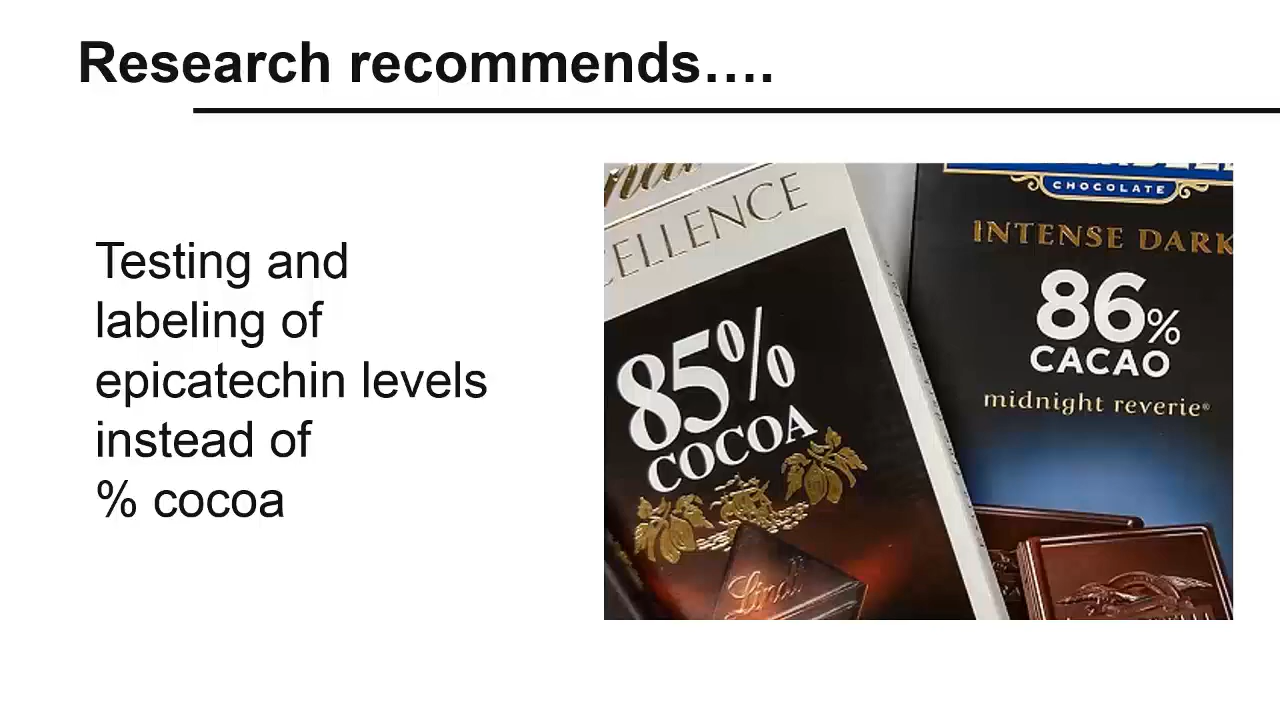 Research recommends....
Testing and
labeling of
epicatechin levels
instead of
% cocoa
CELLENCE
85%
COCOA
Lindt
CHOCOLATE
INTENSE DARK
86%
CACAO
midnight reverie®